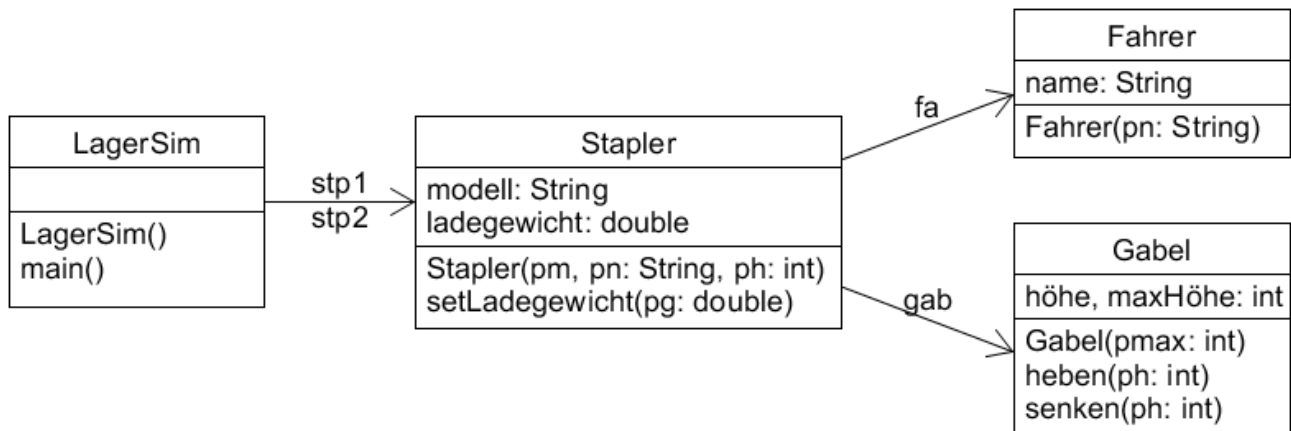 LagerSim
LagerSim()
main()
stp1
stp2
Stapler
modell: String
ladegewicht: double
Stapler(pm, pn: String, ph: int)
setLadegewicht(pg: double)
fa
gab
Fahrer
name: String
Fahrer(pn: String)
Gabel
höhe, maxHöhe: int
Gabel(pmax: int)
heben(ph: int)
senken(ph: int)